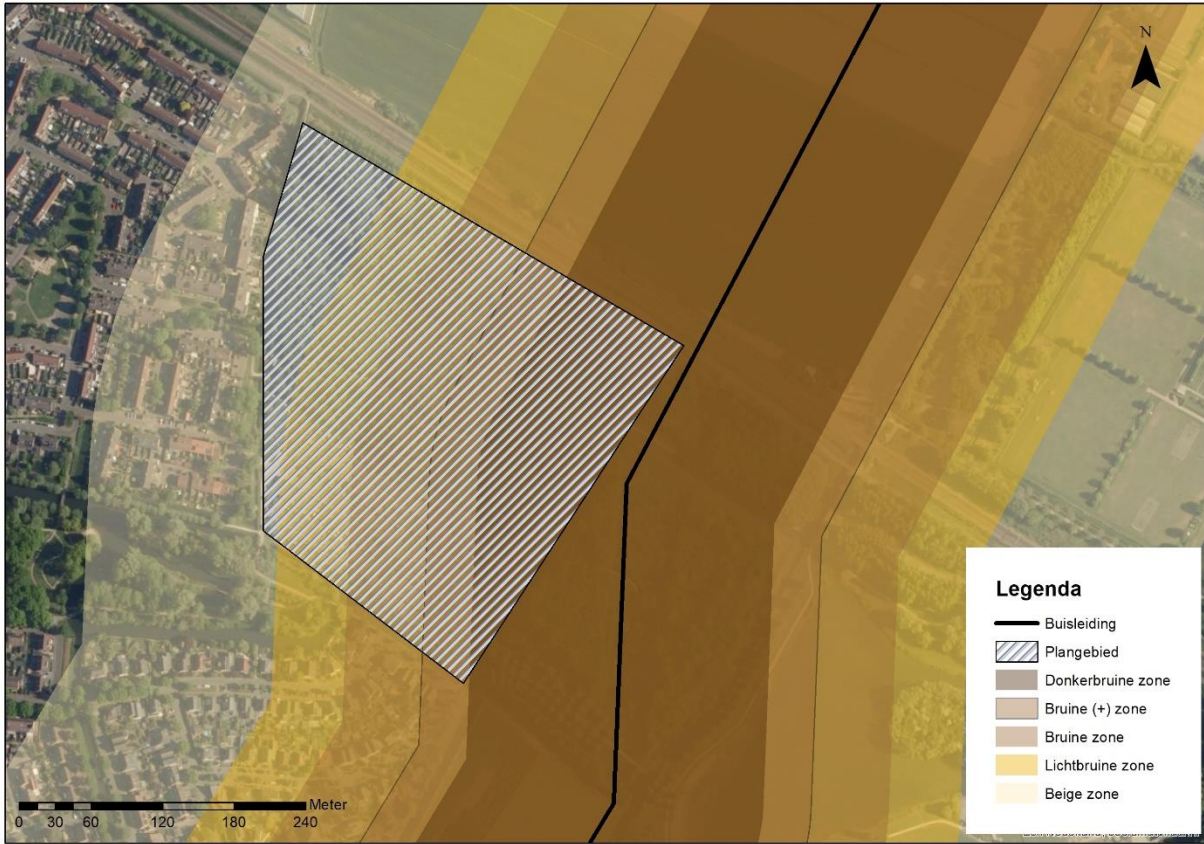 N
Legenda
Buisleiding
Plangebied
Donkerbruine zone
Bruine (+) zone
Bruine zone
Lichtbruine zone
Beige zone
Meter
0 30 60 120 180 240